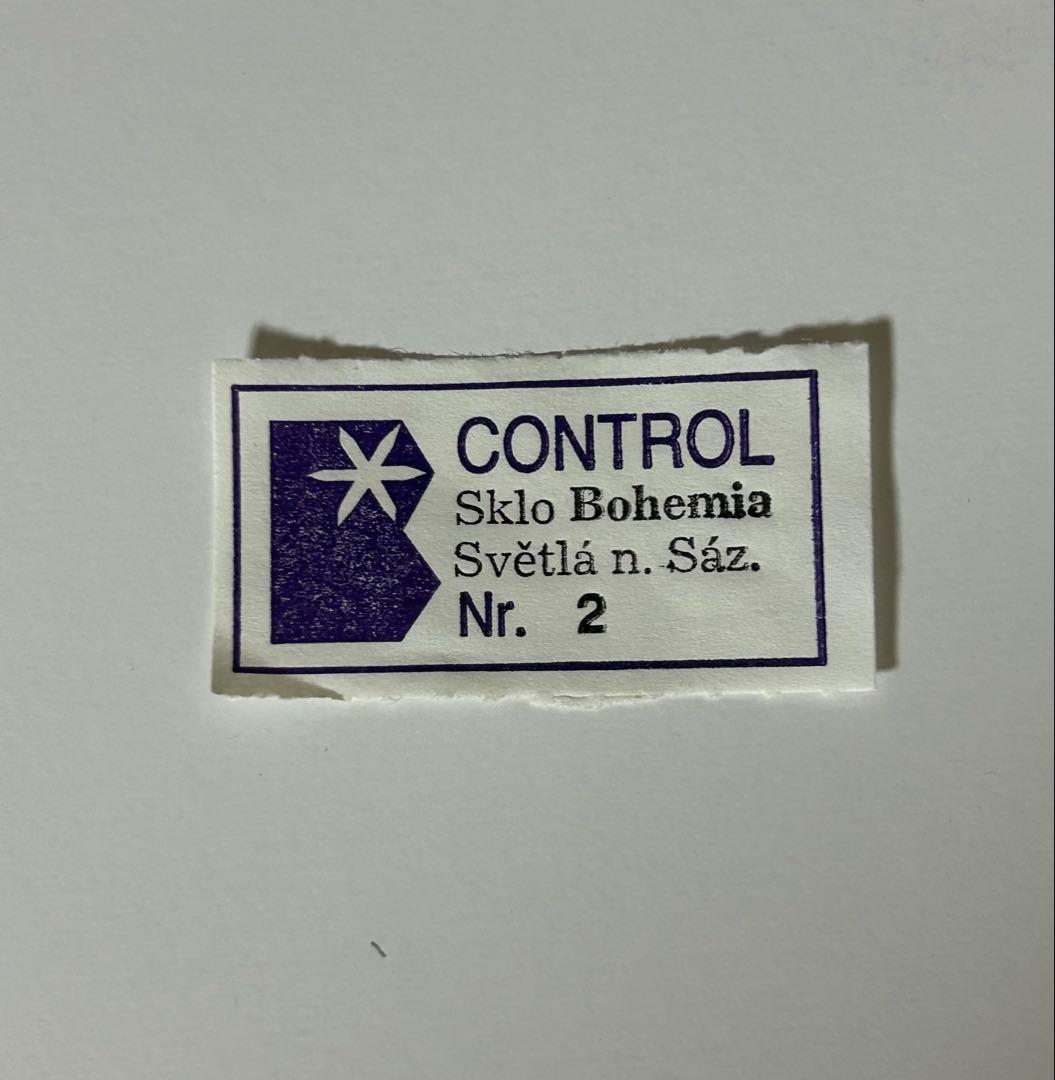 CONTROL
Sklo Bohemia
Světlá n. Sáz.
Nr. 2